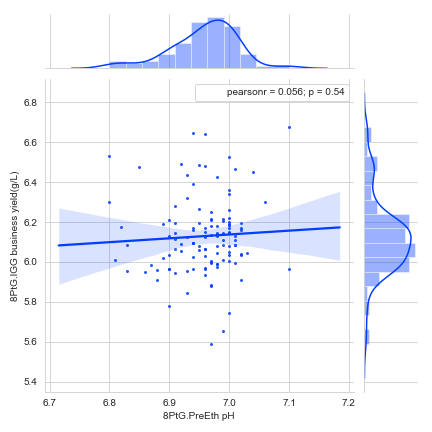 pearsonr = 0.056; p = 0.54
6.8
6.6
6.4
6.2
6.0
5.8
5.6
5.4
8PtG.IGG business yield(g/L)
6.7 6.8 6.9 7.0 7.1 7.2
8PtG.PreEth pH